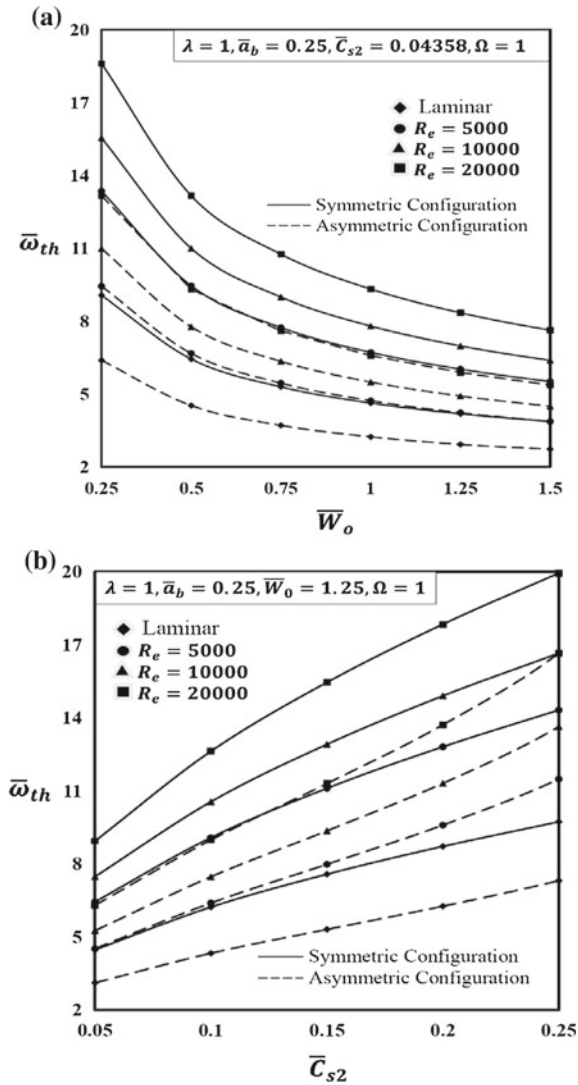 (a)
20
17
14
11
8
5
2
λ = 1, a̅_b = 0.25, C̅_s2 = 0.04358, Ω = 1
Laminar
R_e = 5000
R_e = 10000
R_e = 20000
Symmetric Configuration
Asymmetric Configuration
ω̅_th
0.25 0.5 0.75 1 1.25 1.5
W̅_o
(b)
20
17
14
11
8
5
2
λ = 1, a̅_b = 0.25, W̅_0 = 1.25, Ω = 1
Laminar
R_e = 5000
R_e = 10000
R_e = 20000
ω̅_th
Symmetric Configuration
Asymmetric Configuration
0.05 0.1 0.15 0.2 0.25
C̅_s2